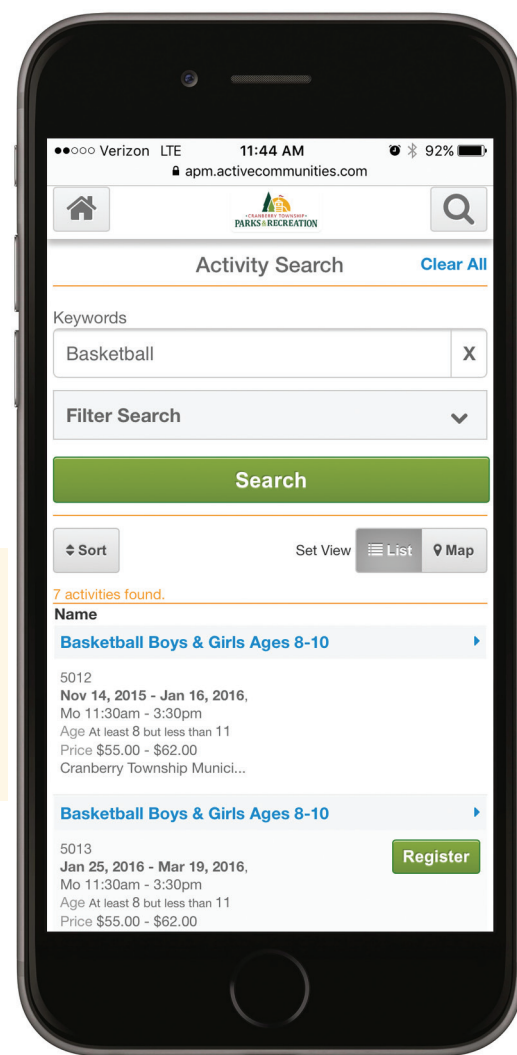 Verizon LTE 11:44 AM 92%
apm.activecommunities.com
•CRANBERRY TOWNSHIP•
PARKS & RECREATION
Activity Search Clear All
Keywords
Basketball X
Filter Search
Search
Sort Set View List Map
7 activities found.
Name
Basketball Boys & Girls Ages 8-10
5012
Nov 14, 2015 - Jan 16, 2016,
Mo 11:30am - 3:30pm
Age At least 8 but less than 11
Price $55.00 - $62.00
Cranberry Township Munici...
Basketball Boys & Girls Ages 8-10
5013 Register
Jan 25, 2016 - Mar 19, 2016,
Mo 11:30am - 3:30pm
Age At least 8 but less than 11
Price $55.00 - $62.00